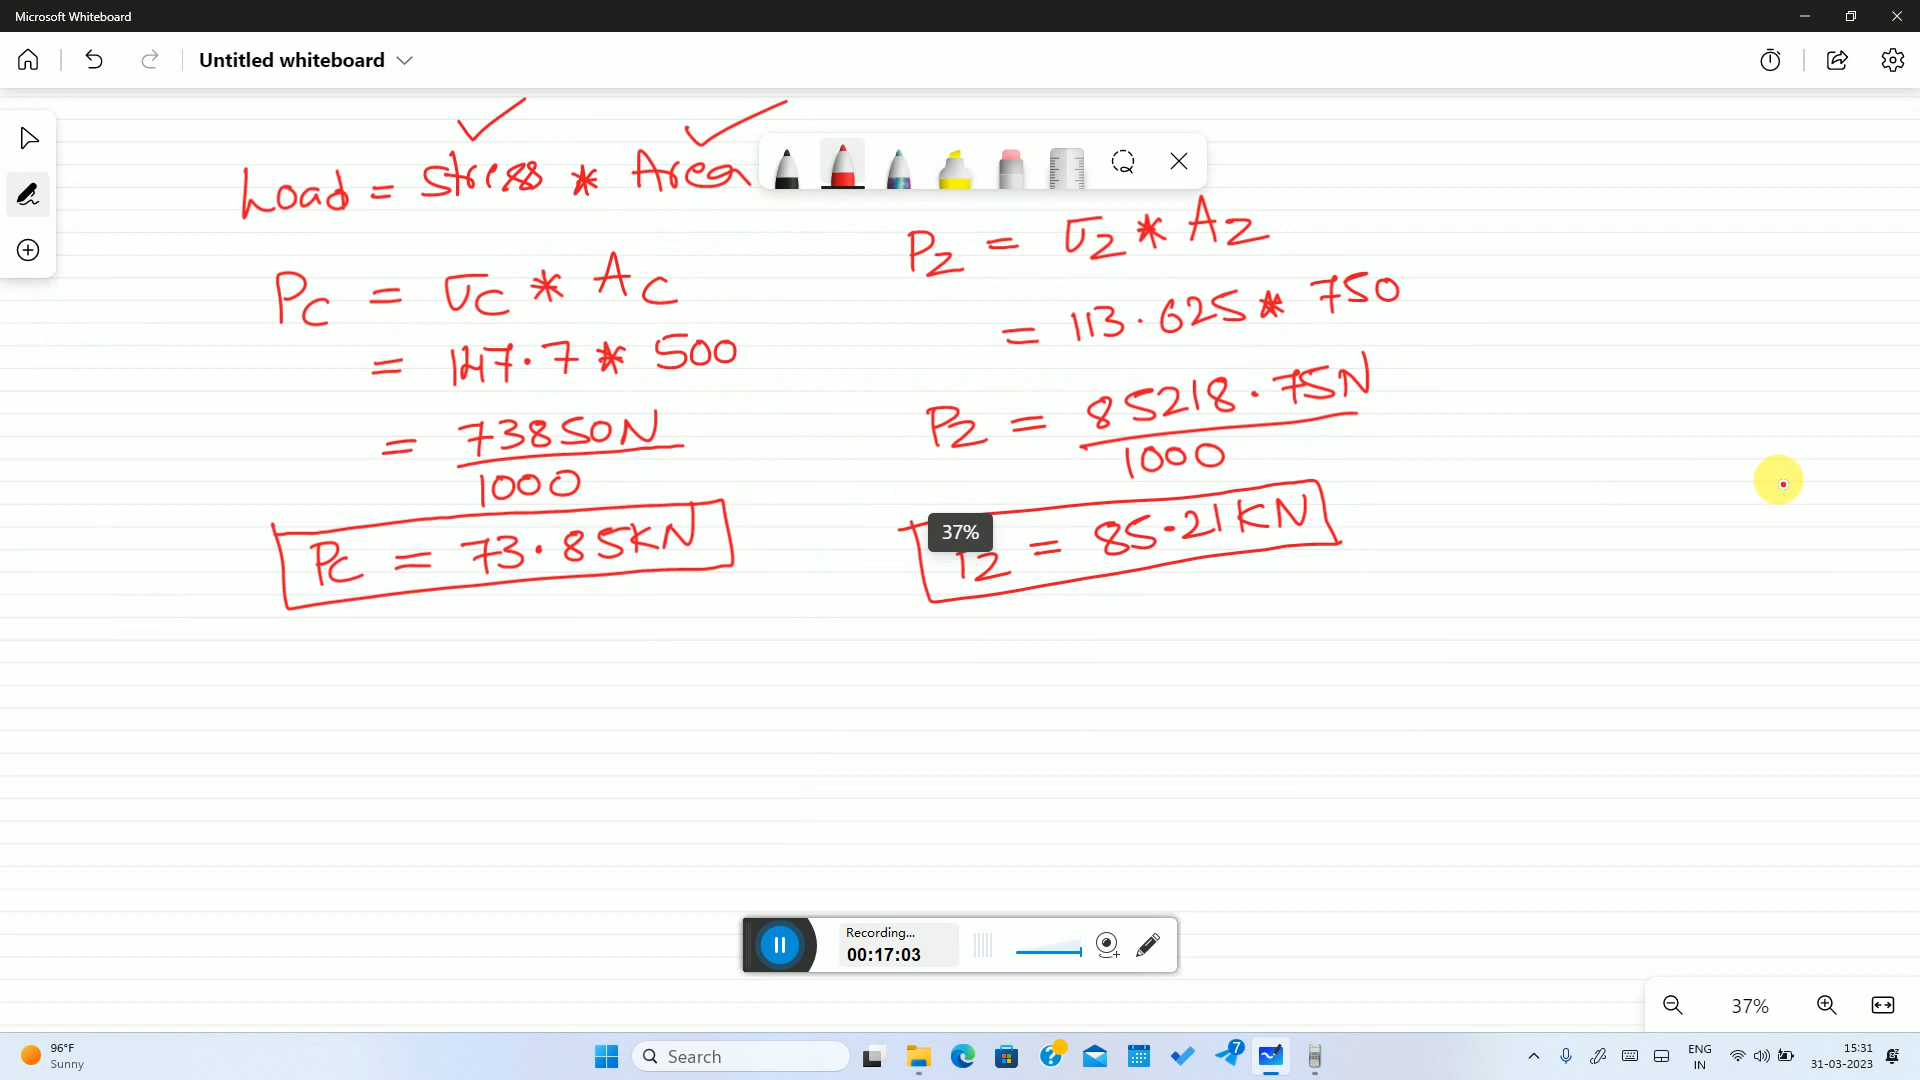 Microsoft Whiteboard
Untitled whiteboard
Load = stress * Area
PC = σC * AC
= 147.7 * 500
= 73850N
1000
PC = 73.85KN
PZ = σZ * AZ
= 113.625 * 750
PZ = 85218.75N
1000
37%
= 85.21KN
Recording...
00:17:03
37%
96°F
Sunny
Search
7
ENG
IN
15:31
31-03-2023